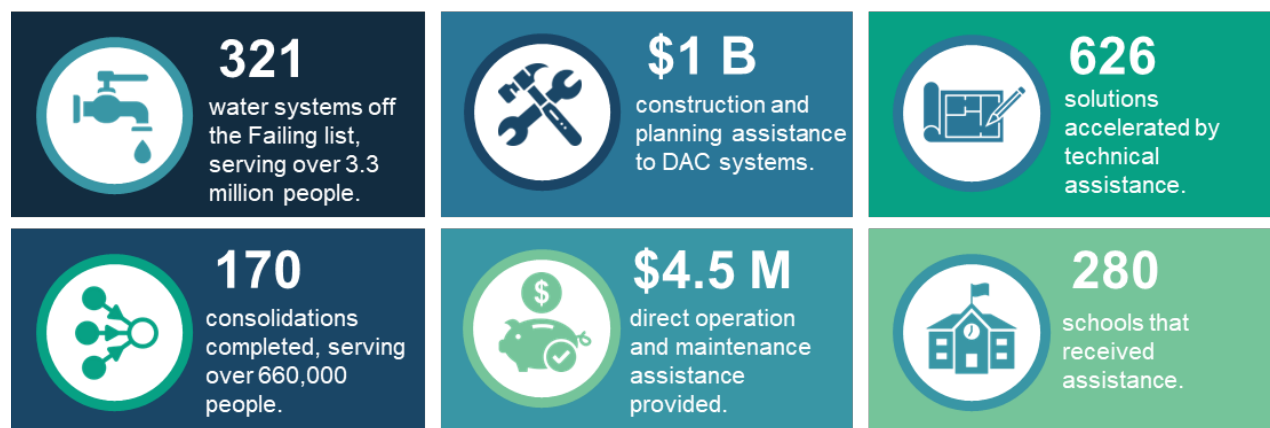 321
water systems off
the Failing list,
serving over 3.3
million people.
$1 B
construction and
planning assistance
to DAC systems.
626
solutions
accelerated by
technical
assistance.
170
consolidations
completed, serving
over 660,000
people.
$
$4.5 M
direct operation
and maintenance
assistance
provided.
280
schools that
received
assistance.